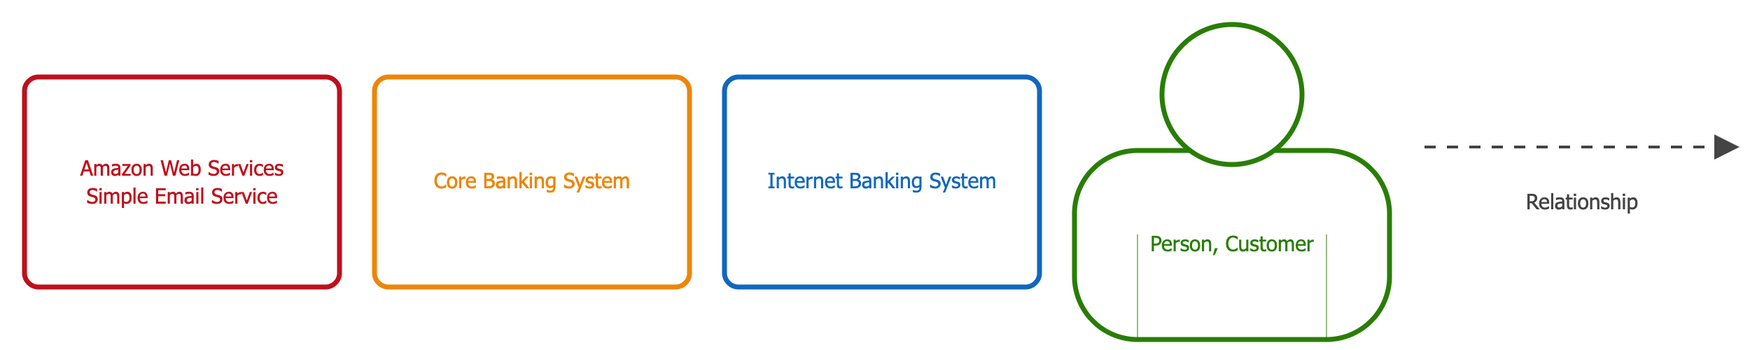 Amazon Web Services
Simple Email Service
Core Banking System
Internet Banking System
Person, Customer
Relationship